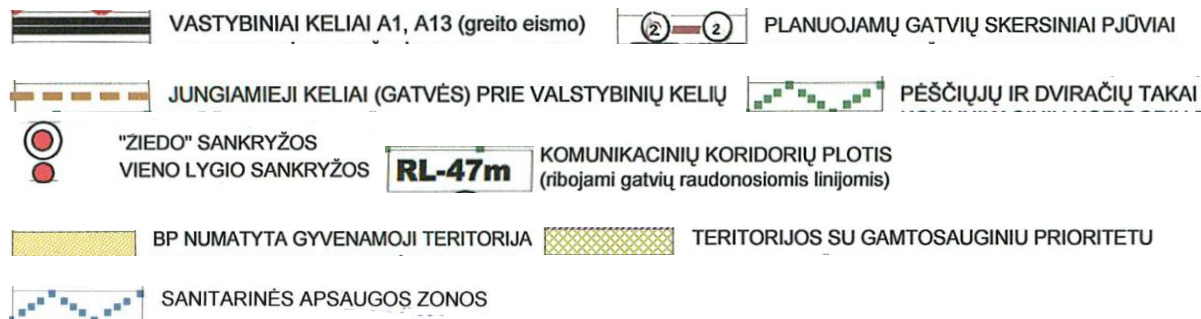 VASTYBINIAI KELIAI A1, A13 (greito eismo)
2 2 PLANUOJAMŲ GATVIŲ SKERSINIAI PJŪVIAI
JUNGIAMIEJI KELIAI (GATVĖS) PRIE VALSTYBINIŲ KELIŲ
PĖŠČIŲJŲ IR DVIRAČIŲ TAKAI
"ŽIEDO" SANKRYŽOS
VIENO LYGIO SANKRYŽOS
RL-47m
KOMUNIKACINIŲ KORIDORIŲ PLOTIS
(ribojami gatvių raudonosiomis linijomis)
BP NUMATYTA GYVENAMOJI TERITORIJA
TERITORIJOS SU GAMTOSAUGINIU PRIORITETU
SANITARINĖS APSAUGOS ZONOS